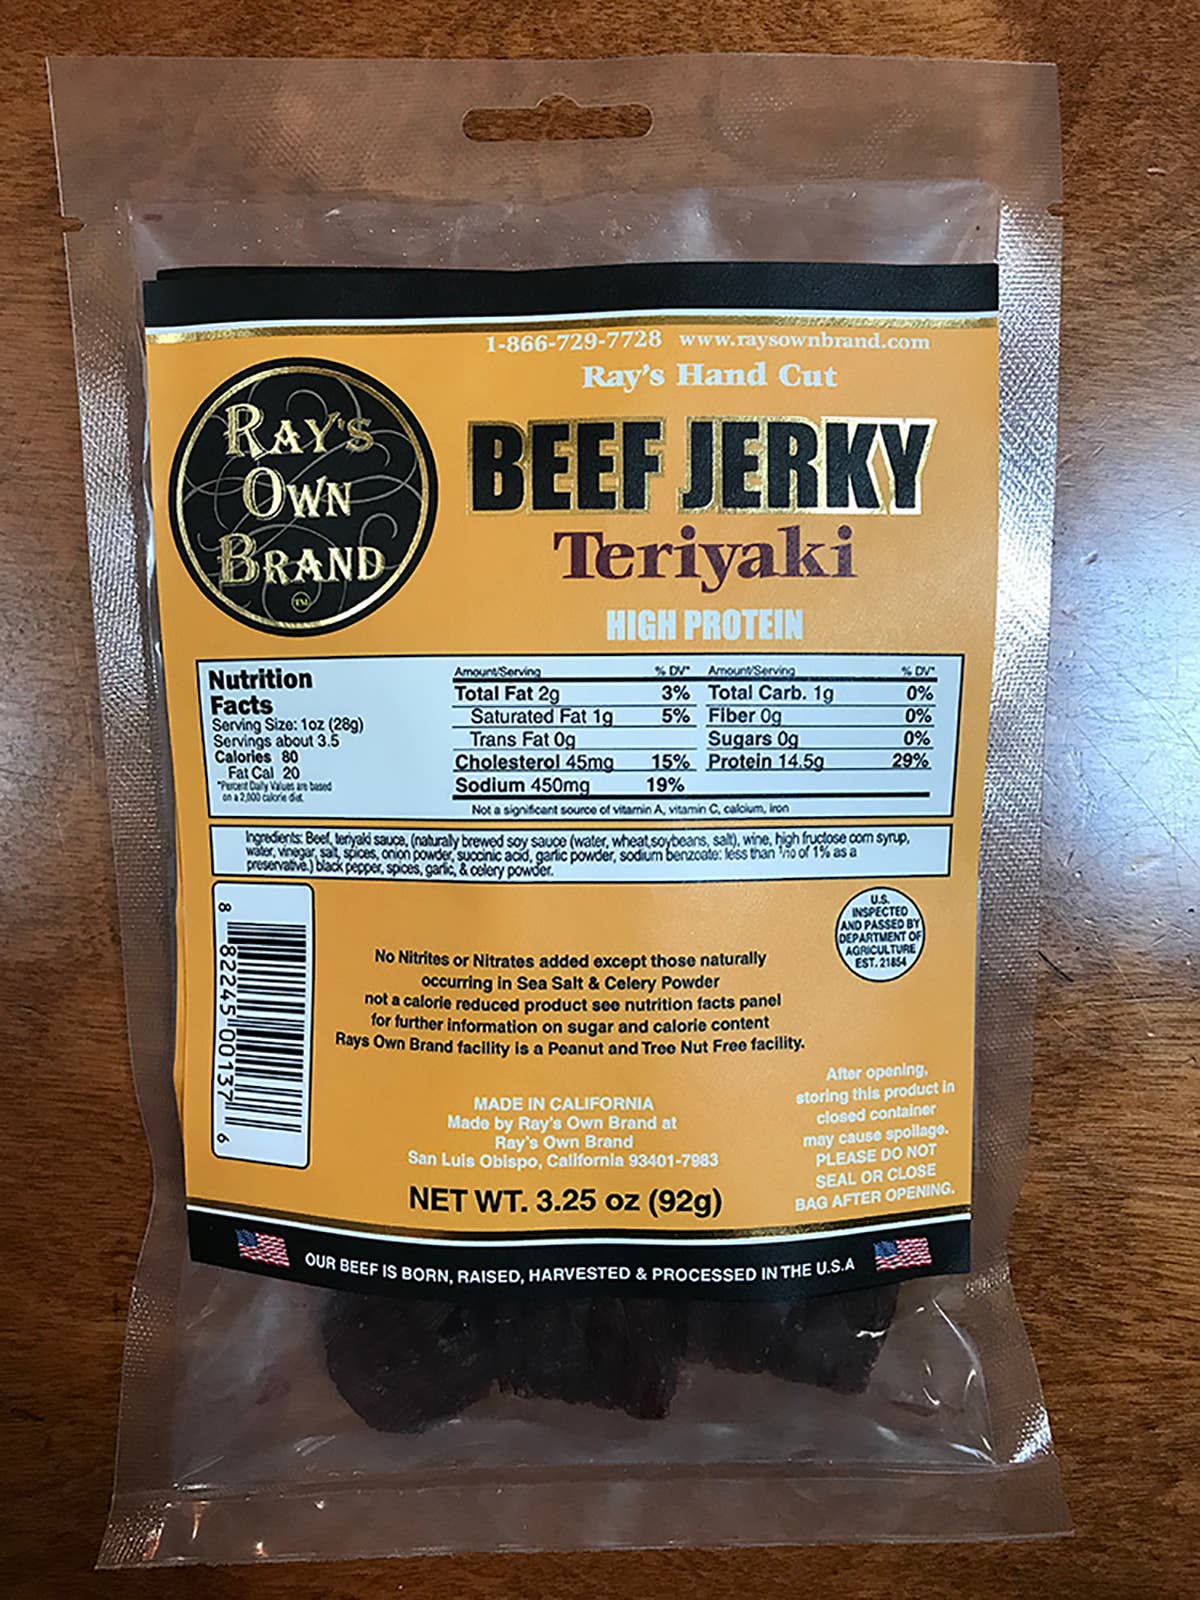 1-866-729-7728 www.raysownbrand.com
Ray's Hand Cut
RAY'S
OWN
BRAND
TM
BEEF JERKY
Teriyaki
HIGH PROTEIN
Nutrition
Facts
Serving Size: 1oz (28g)
Servings about 3.5
Calories 80
Fat Cal 20
*Percent Daily Values are based
on a 2,000 calorie diet.
Amount/Serving % DV*
Total Fat 2g 3%
Saturated Fat 1g 5%
Trans Fat 0g
Cholesterol 45mg 15%
Sodium 450mg 19%
Amount/Serving % DV*
Total Carb. 1g 0%
Fiber 0g 0%
Sugars 0g 0%
Protein 14.5g 29%
Not a significant source of vitamin A, vitamin C, calcium, iron
Ingredients: Beef, teriyaki sauce, (naturally brewed soy sauce (water, wheat,soybeans, salt), wine, high fructose corn syrup,
water, vinegar, salt, spices, onion powder, succinic acid, garlic powder, sodium benzoate: less than 1/10 of 1% as a
preservative.) black pepper, spices, garlic, & celery powder.
8 82245 00137 6
U.S.
INSPECTED
AND PASSED BY
DEPARTMENT OF
AGRICULTURE
EST. 21854
No Nitrites or Nitrates added except those naturally
occurring in Sea Salt & Celery Powder
not a calorie reduced product see nutrition facts panel
for further information on sugar and calorie content
Rays Own Brand facility is a Peanut and Tree Nut Free facility.
MADE IN CALIFORNIA
Made by Ray's Own Brand at
Ray's Own Brand
San Luis Obispo, California 93401-7983
NET WT. 3.25 oz (92g)
After opening,
storing this product in
closed container
may cause spoilage.
PLEASE DO NOT
SEAL OR CLOSE
BAG AFTER OPENING.
OUR BEEF IS BORN, RAISED, HARVESTED & PROCESSED IN THE U.S.A